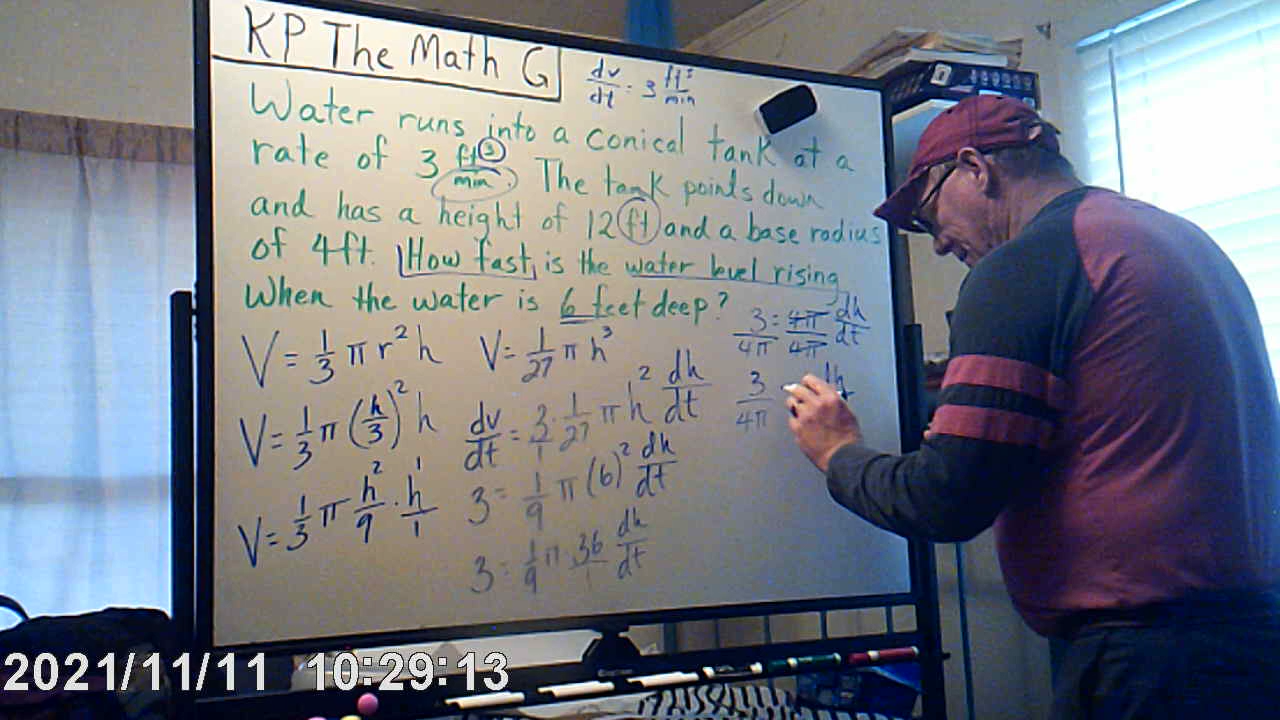 KP The Math G
dv/dt = 3 ft³/min
Water runs into a conical tank at a
rate of 3 ft³/min. The tank points down
and has a height of 12 ft and a base radius
of 4ft. How fast is the water level rising
When the water is 6 feet deep?
V = 1/3 π r² h
V = 1/3 π (h/3)² h
V = 1/3 π h²/9 · h¹/1
V = 1/27 π h³
dv/dt = 3/1 · 1/27 π h² dh/dt
3 = 1/9 π (6)² dh/dt
3 = 1/9 π · 36/1 dh/dt
3/4π = 4π/4π dh/dt
3/4π dh
2021/11/11 10:29:13